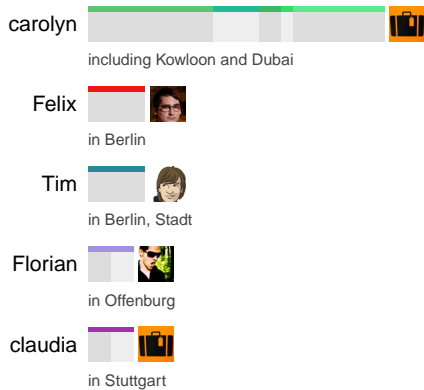 carolyn
including Kowloon and Dubai
Felix
in Berlin
Tim
in Berlin, Stadt
Florian
in Offenburg
claudia
in Stuttgart